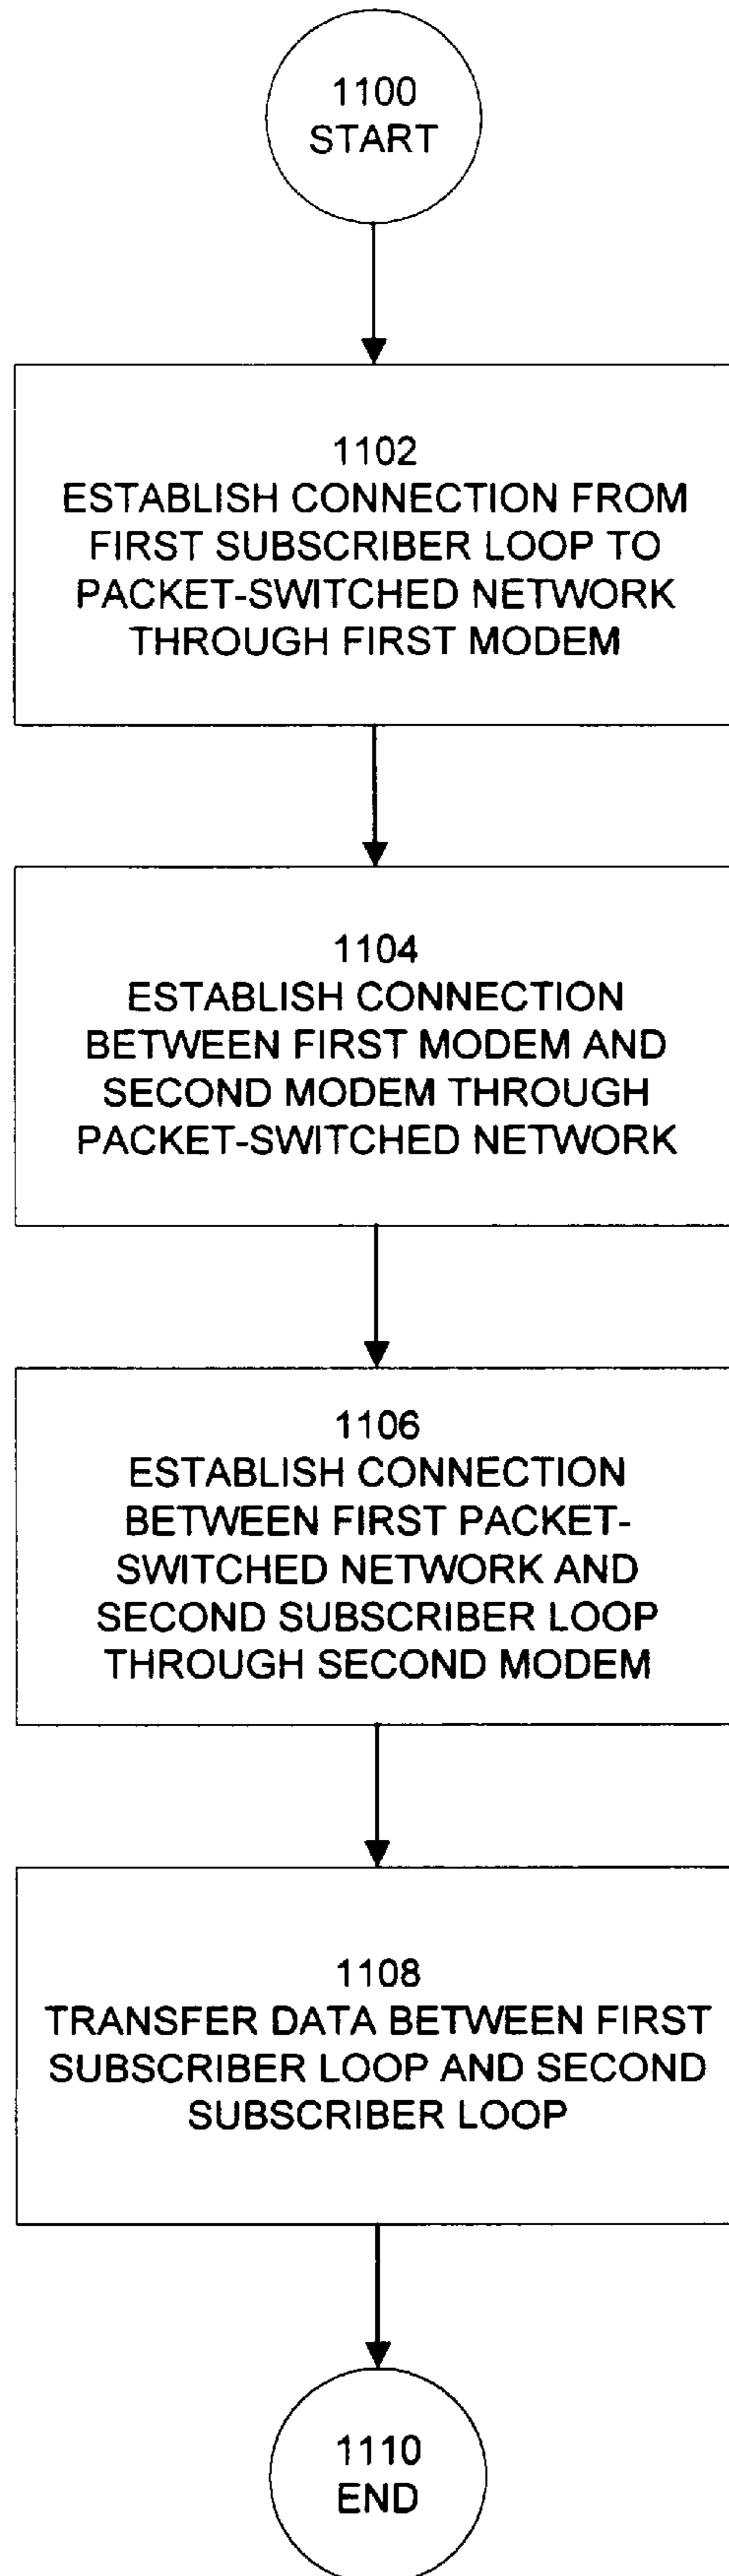 1100
START
1102
ESTABLISH CONNECTION FROM
FIRST SUBSCRIBER LOOP TO
PACKET-SWITCHED NETWORK
THROUGH FIRST MODEM
1104
ESTABLISH CONNECTION
BETWEEN FIRST MODEM AND
SECOND MODEM THROUGH
PACKET-SWITCHED NETWORK
1106
ESTABLISH CONNECTION
BETWEEN FIRST PACKET-
SWITCHED NETWORK AND
SECOND SUBSCRIBER LOOP
THROUGH SECOND MODEM
1108
TRANSFER DATA BETWEEN FIRST
SUBSCRIBER LOOP AND SECOND
SUBSCRIBER LOOP
1110
END